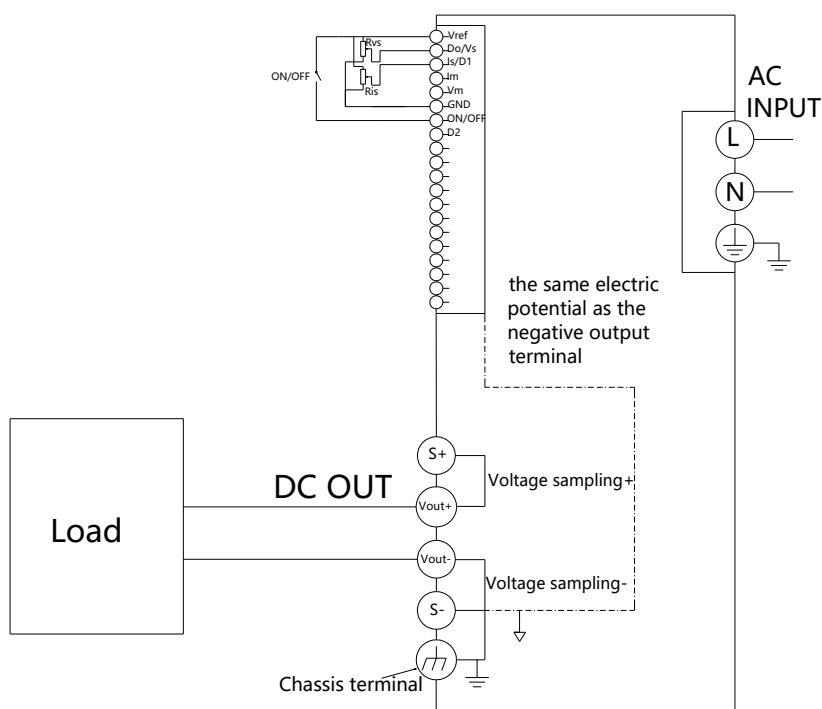 Vref
Do/Vs
Is/D1
Im
Vm
GND
ON/OFF
D2
Rvs
Ris
ON/OFF
AC
INPUT
L
N
the same electric
potential as the
negative output
terminal
S+
Voltage sampling+
DC OUT
Vout+
Load
Vout-
Voltage sampling-
S-
Chassis terminal